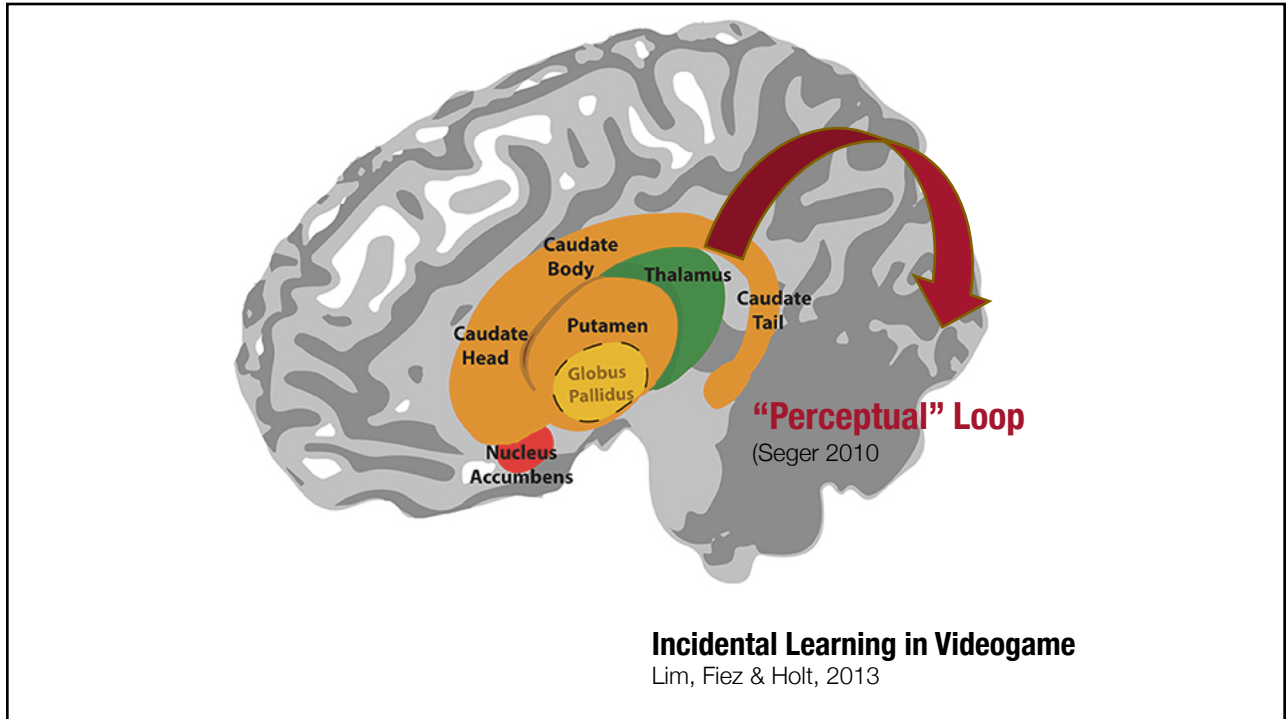 Caudate
Body
Thalamus
Caudate
Tail
Putamen
Caudate
Head
Globus
Pallidus
Nucleus
Accumbens
“Perceptual” Loop
(Seger 2010
Incidental Learning in Videogame
Lim, Fiez & Holt, 2013